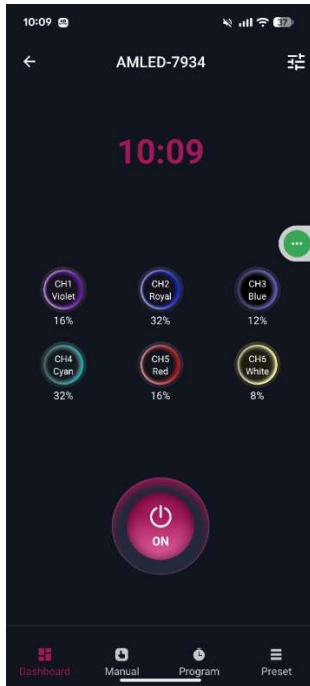 10:09
37
AMLED-7934
10:09
CH1 CH2 CH3
Violet Royal Blue
16% 32% 12%
CH4 CH5 CH6
Cyan Red White
32% 16% 8%
ON
Dashboard Manual Program Preset